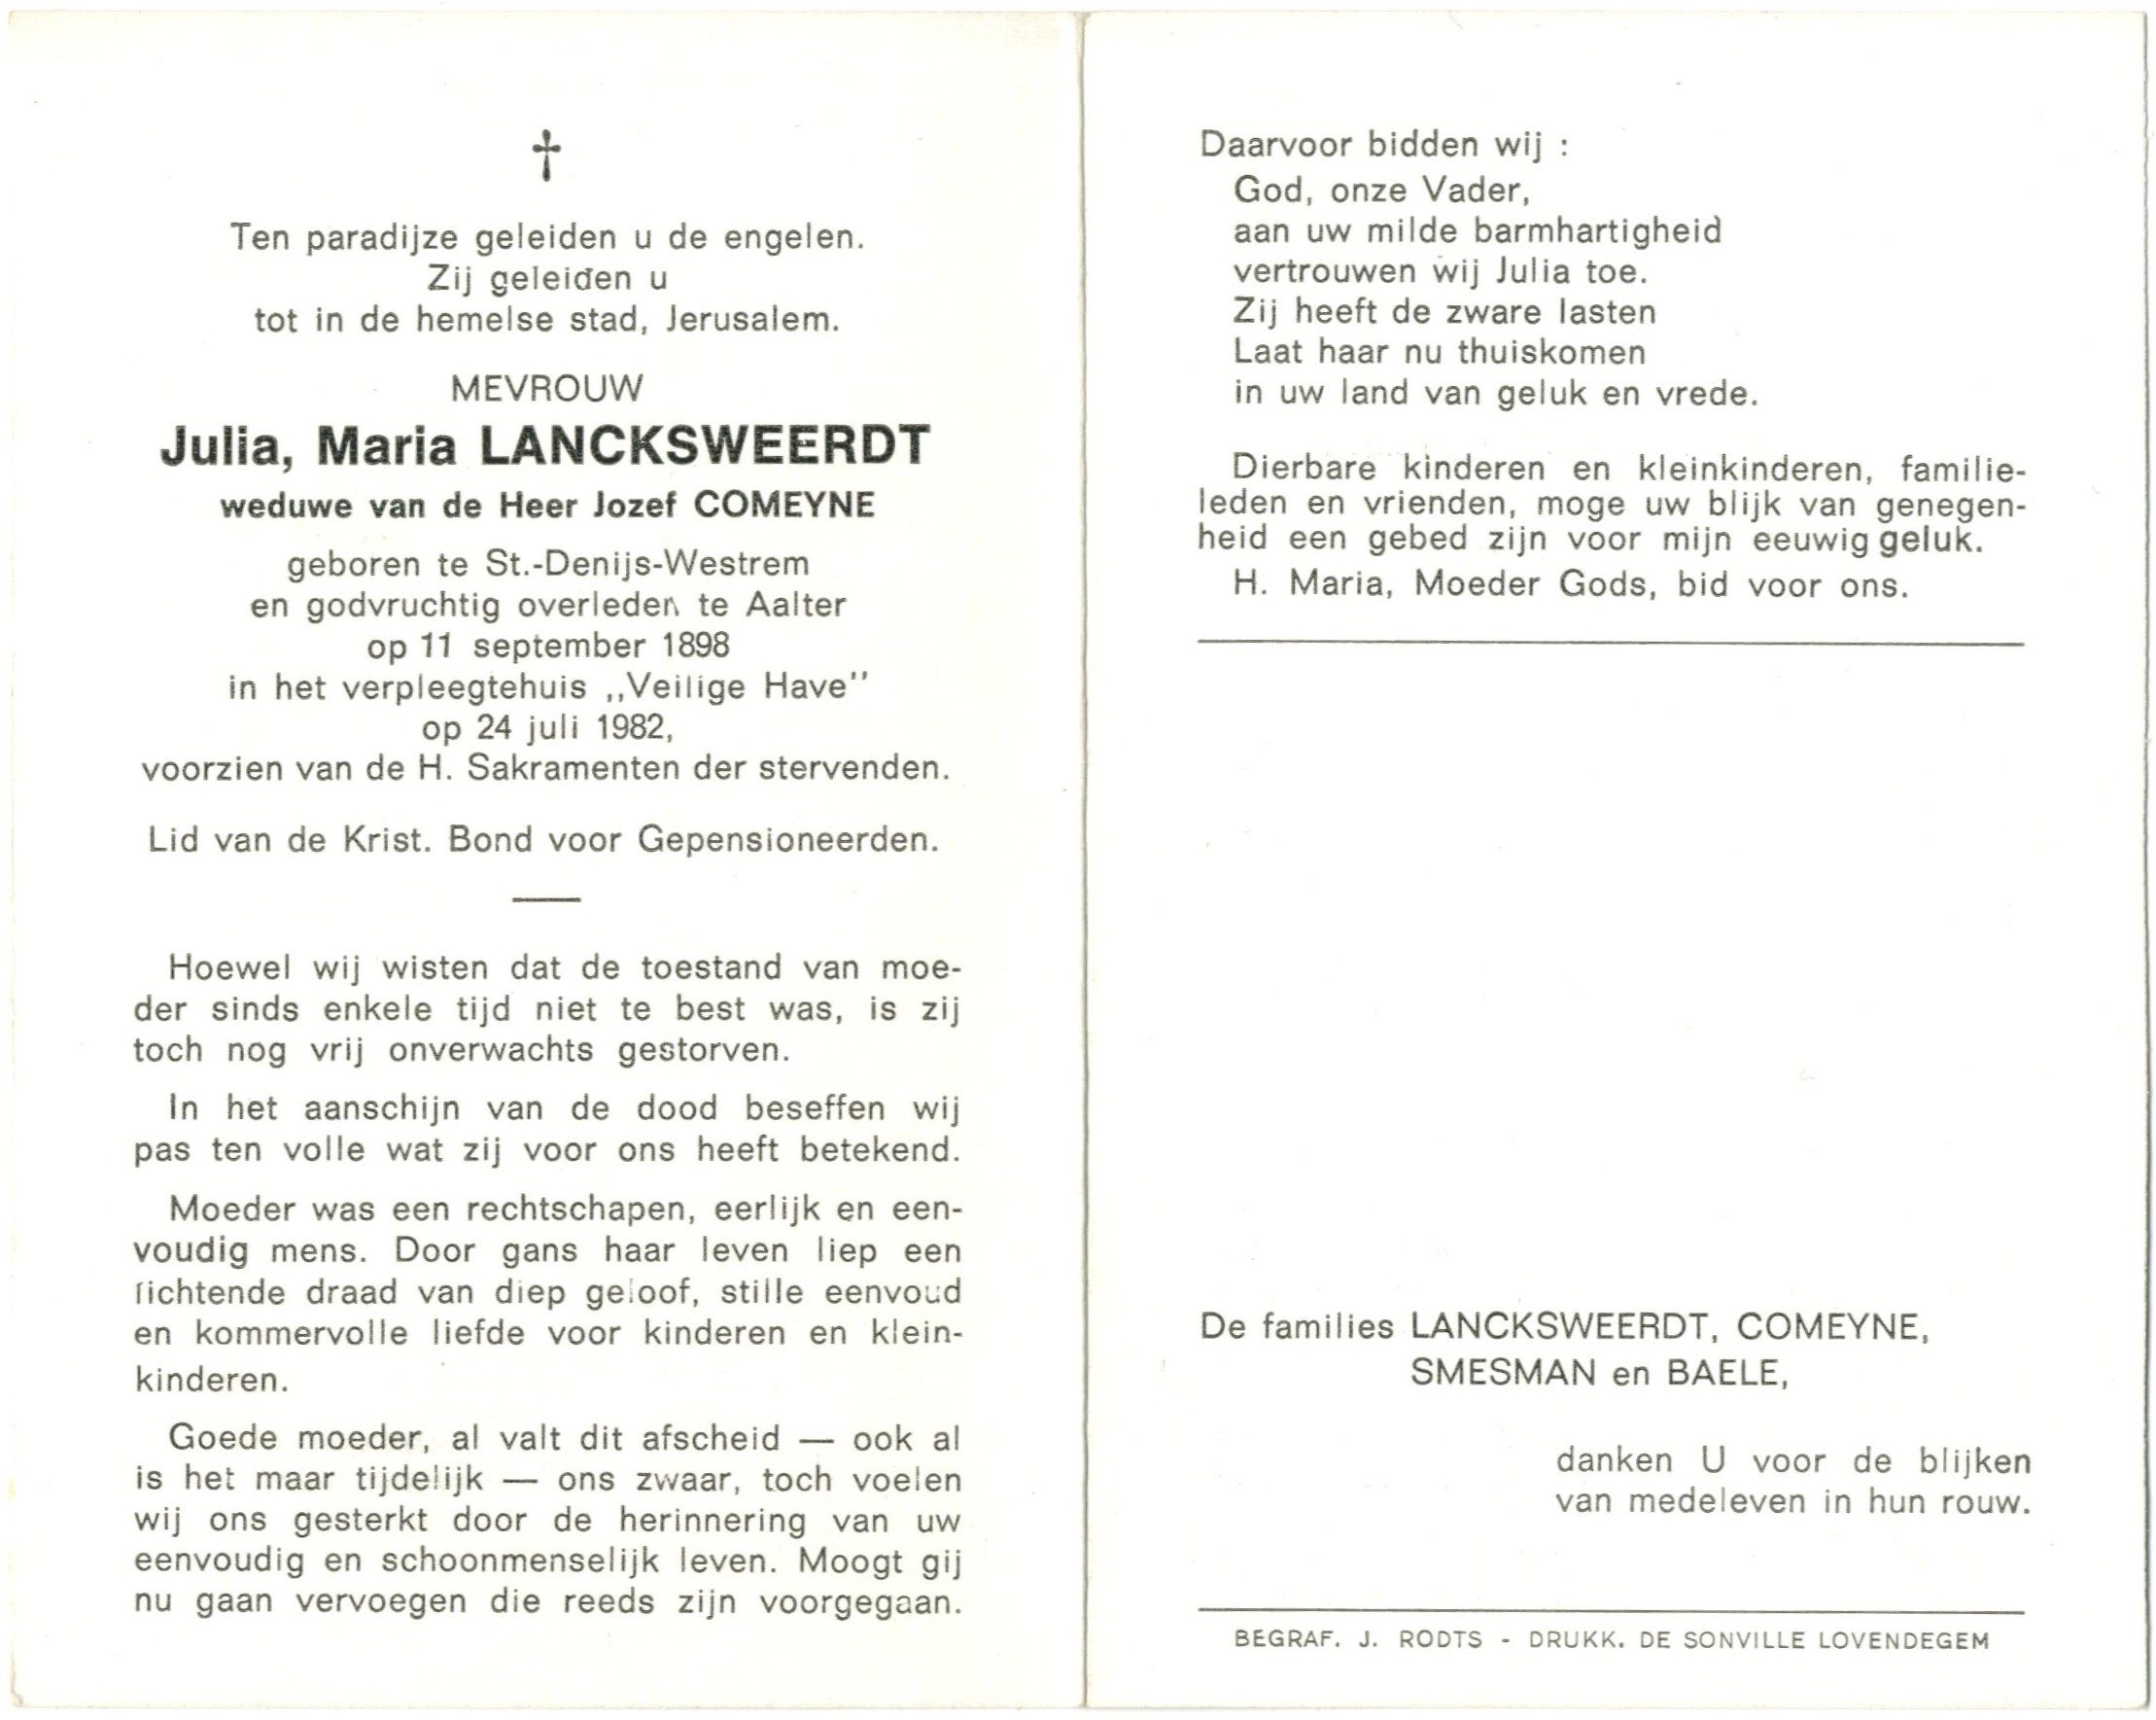 Ten paradijze geleiden u de engelen.
Zij geleiden u
tot in de hemelse stad, Jerusalem.
MEVROUW
Julia, Maria LANCKSWEERDT
weduwe van de Heer Jozef COMEYNE
geboren te St.-Denijs-Westrem
en godvruchtig overleden te Aalter
op 11 september 1898
in het verpleegtehuis ,,Veilige Have''
op 24 juli 1982,
voorzien van de H. Sakramenten der stervenden.
Lid van de Krist. Bond voor Gepensioneerden.
Hoewel wij wisten dat de toestand van moe-
der sinds enkele tijd niet te best was, is zij
toch nog vrij onverwachts gestorven.
In het aanschijn van de dood beseffen wij
pas ten volle wat zij voor ons heeft betekend.
Moeder was een rechtschapen, eerlijk en een-
voudig mens. Door gans haar leven liep een
lichtende draad van diep geloof, stille eenvoud
en kommervolle liefde voor kinderen en klein-
kinderen.
Goede moeder, al valt dit afscheid — ook al
is het maar tijdelijk — ons zwaar, toch voelen
wij ons gesterkt door de herinnering van uw
eenvoudig en schoonmenselijk leven. Moogt gij
nu gaan vervoegen die reeds zijn voorgegaan.
Daarvoor bidden wij :
God, onze Vader,
aan uw milde barmhartigheid
vertrouwen wij Julia toe.
Zij heeft de zware lasten
Laat haar nu thuiskomen
in uw land van geluk en vrede.
Dierbare kinderen en kleinkinderen, familie-
leden en vrienden, moge uw blijk van genegen-
heid een gebed zijn voor mijn eeuwig geluk.
H. Maria, Moeder Gods, bid voor ons.
De families LANCKSWEERDT, COMEYNE,
SMESMAN en BAELE,
danken U voor de blijken
van medeleven in hun rouw.
BEGRAF. J. RODTS - DRUKK. DE SONVILLE LOVENDEGEM